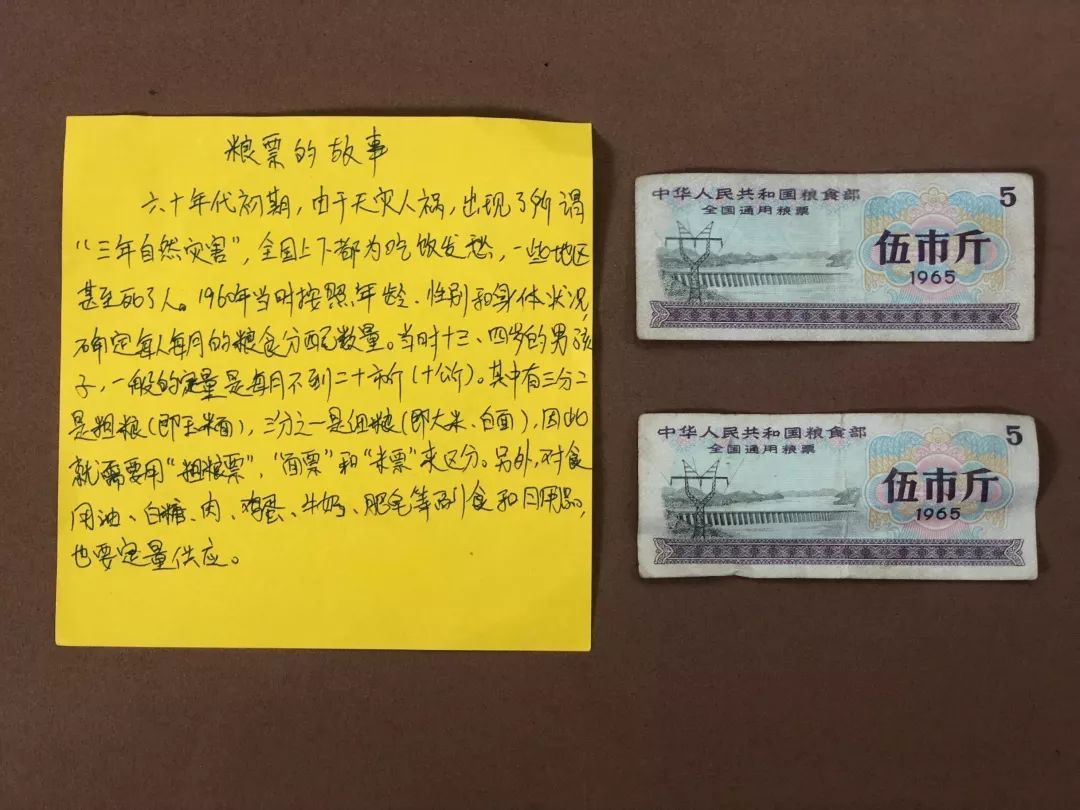 粮票的故事
六十年代初期，由于天灾人祸，出现了所谓
“三年自然灾害”，全国上下都为吃饭发愁，一些地区
甚至死了人。1960年当时按照年龄、性别和身体状况，
确定每人每月的粮食分配数量。当时十三、四岁的男孩
子，一般的定量是每月不到二十市斤（十公斤）。其中有三分二
是粗粮（即玉米面），三分之一是细粮（即大米、白面），因此
就需要用“粗粮票”，“面票”和“米票”来区分。另外，对食
用油、白糖、肉、鸡蛋、牛奶、肥皂等副食和日用品，
也要定量供应。
中华人民共和国粮食部
全国通用粮票
5
伍市斤
1965
中华人民共和国粮食部
全国通用粮票
5
伍市斤
1965